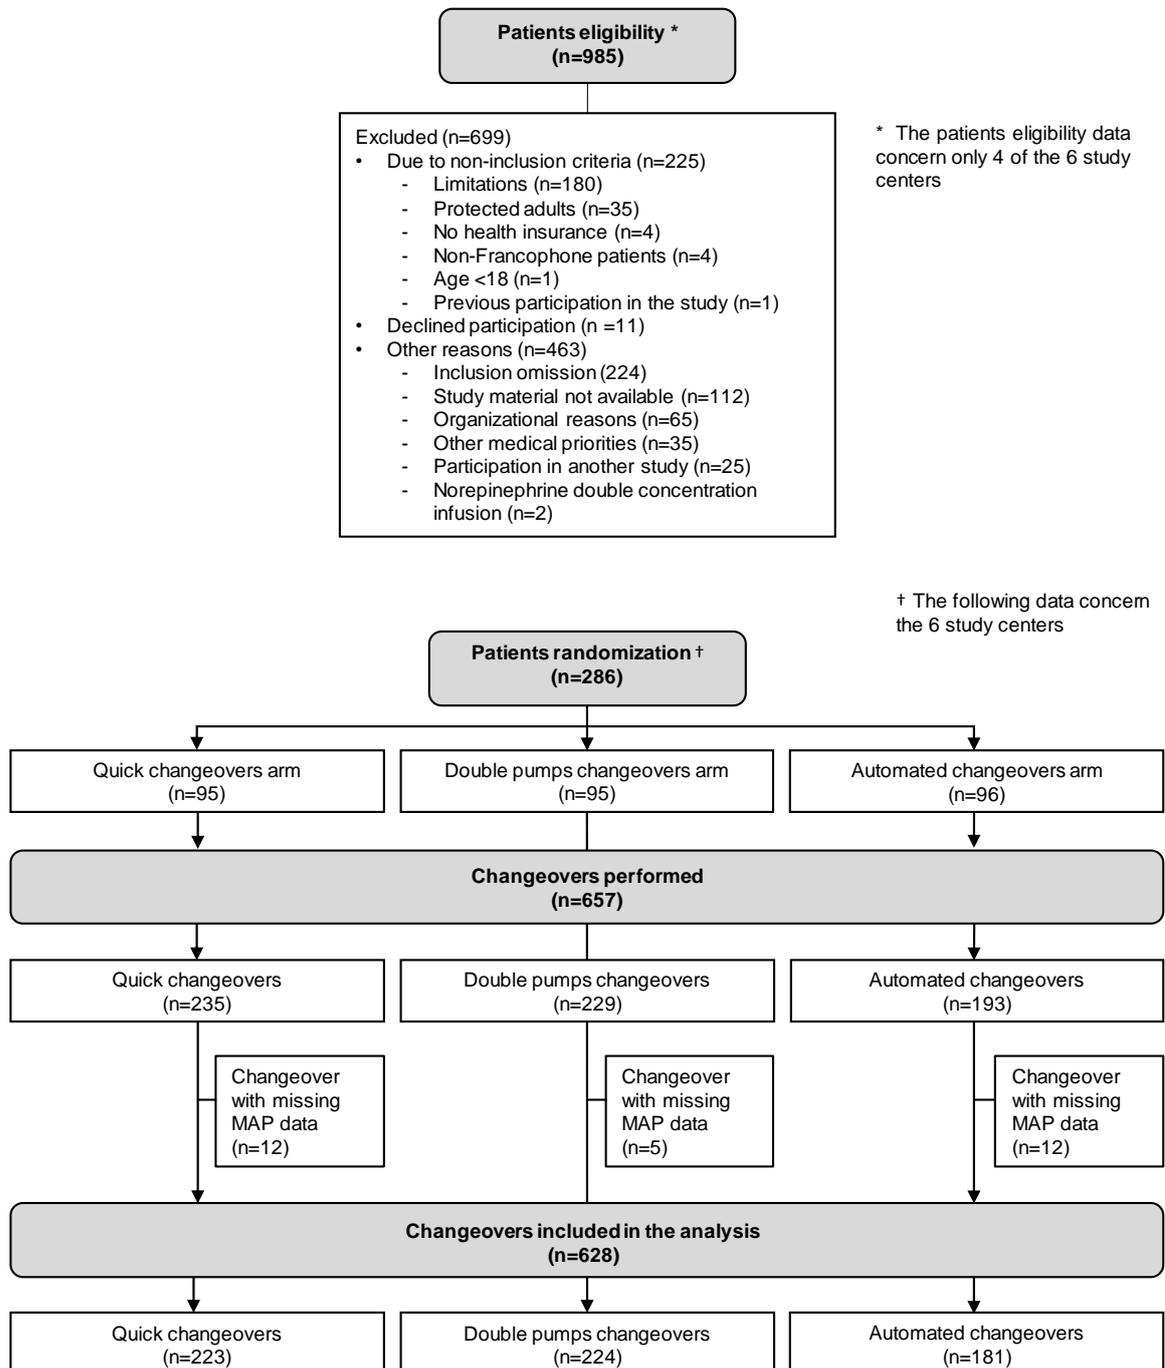 Patients eligibility *
(n=985)
Excluded (n=699)
• Due to non-inclusion criteria (n=225)
- Limitations (n=180)
- Protected adults (n=35)
- No health insurance (n=4)
- Non-Francophone patients (n=4)
- Age <18 (n=1)
- Previous participation in the study (n=1)
• Declined participation (n =11)
• Other reasons (n=463)
- Inclusion omission (224)
- Study material not available (n=112)
- Organizational reasons (n=65)
- Other medical priorities (n=35)
- Participation in another study (n=25)
- Norepinephrine double concentration
infusion (n=2)
* The patients eligibility data
concern only 4 of the 6 study
centers
† The following data concern
the 6 study centers
Patients randomization †
(n=286)
Quick changeovers arm
(n=95)
Double pumps changeovers arm
(n=95)
Automated changeovers arm
(n=96)
Changeovers performed
(n=657)
Quick changeovers
(n=235)
Double pumps changeovers
(n=229)
Automated changeovers
(n=193)
Changeover
with missing
MAP data
(n=12)
Changeover
with missing
MAP data
(n=5)
Changeover
with missing
MAP data
(n=12)
Changeovers included in the analysis
(n=628)
Quick changeovers
(n=223)
Double pumps changeovers
(n=224)
Automated changeovers
(n=181)